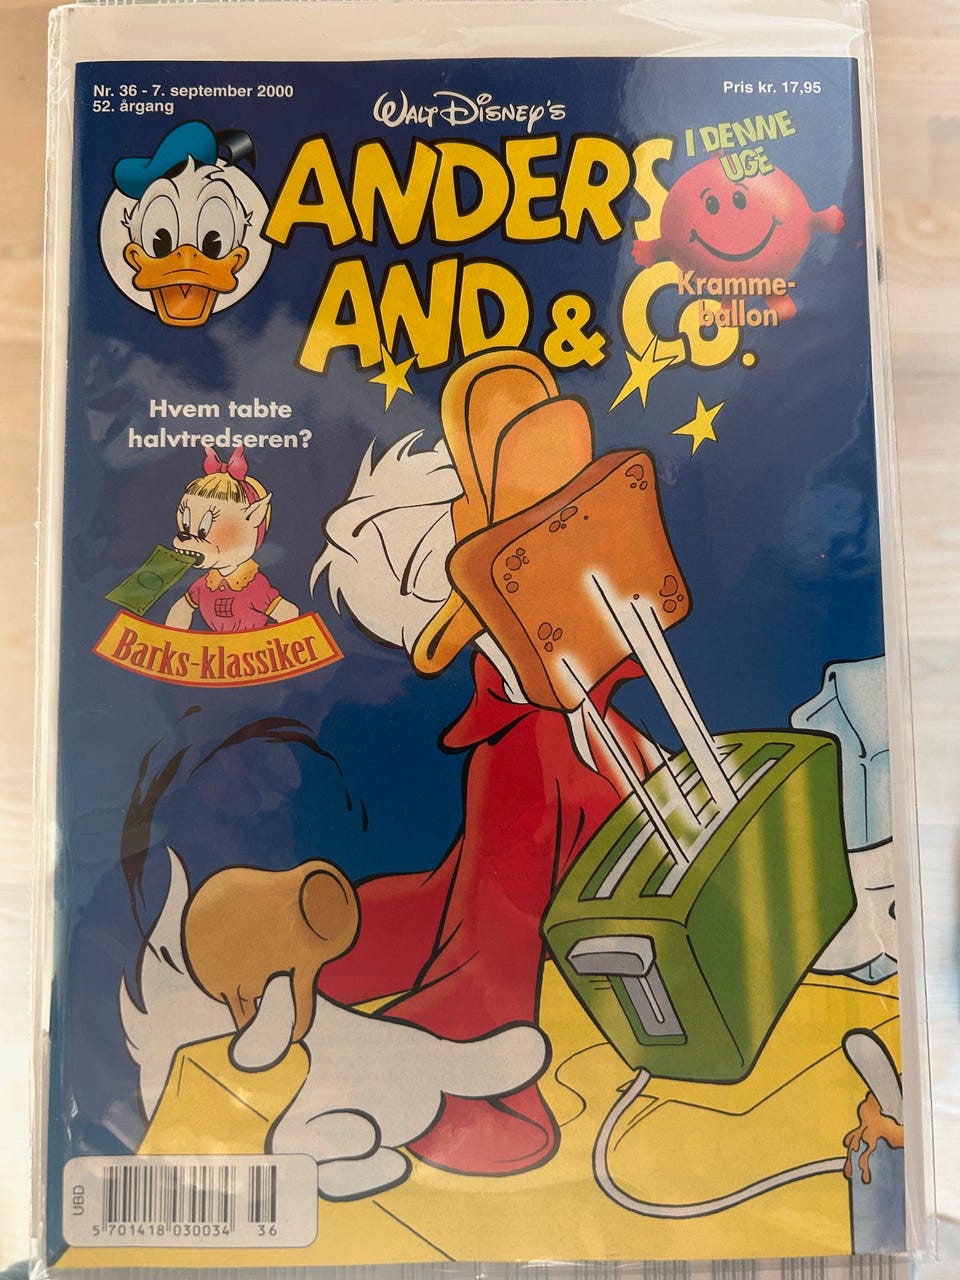 Nr. 36 - 7. september 2000
52. årgang
Pris kr. 17,95
WALT DISNEY'S
ANDERS
AND & Co.
I DENNE
UGE
Kramme-
ballon
Hvem tabte
halvtredseren?
Barks-klassiker
UBD
5 701418 030034 36